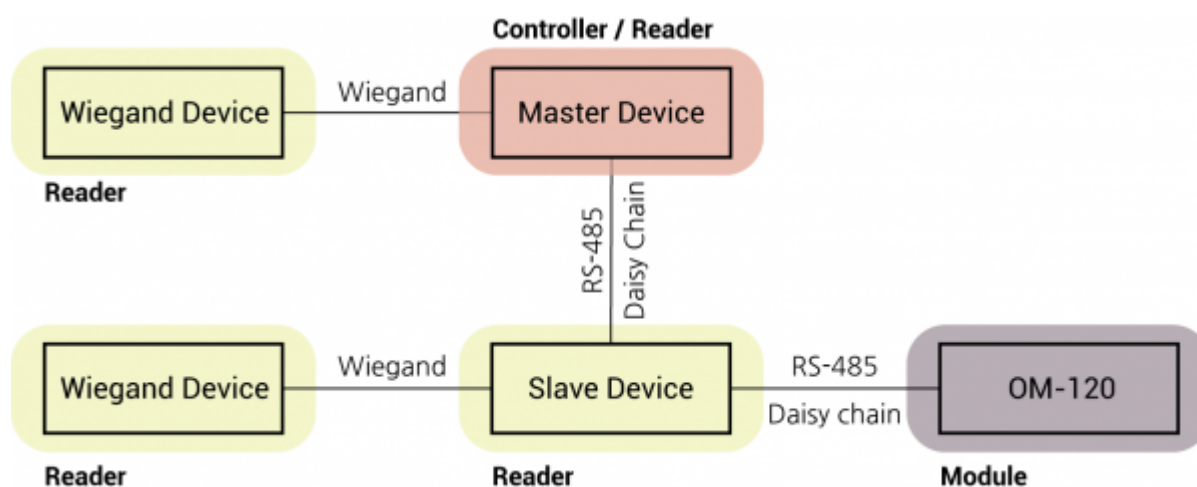 Controller / Reader
Wiegand Device
Wiegand
Master Device
Reader
RS-485
Daisy Chain
Wiegand Device
Wiegand
Slave Device
RS-485
Daisy chain
OM-120
Reader
Reader
Module